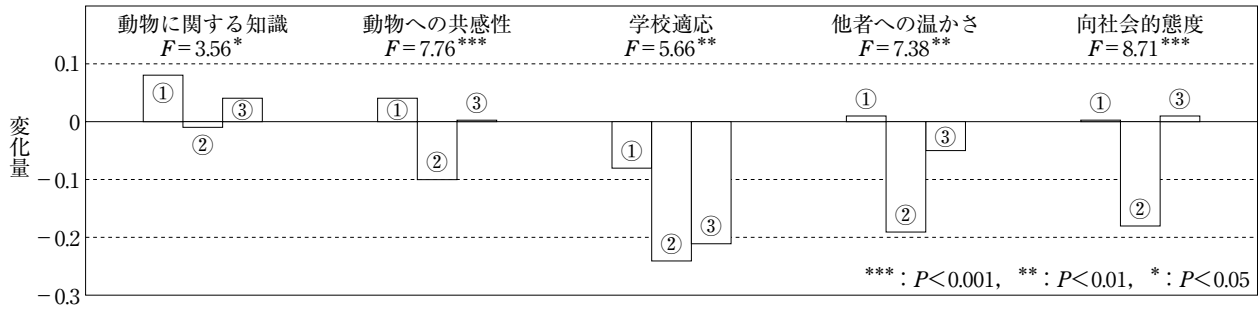 動物に関する知識 動物への共感性 学校適応 他者への温かさ 向社会的態度
F=3.56* F=7.76*** F=5.66** F=7.38** F=8.71***
0.1
① ③ ① ③ ① ① ③
0
② ② ① ③
変化量
-0.1
② ③ ② ②
-0.2
***：P<0.001，**：P<0.01，*：P<0.05
-0.3